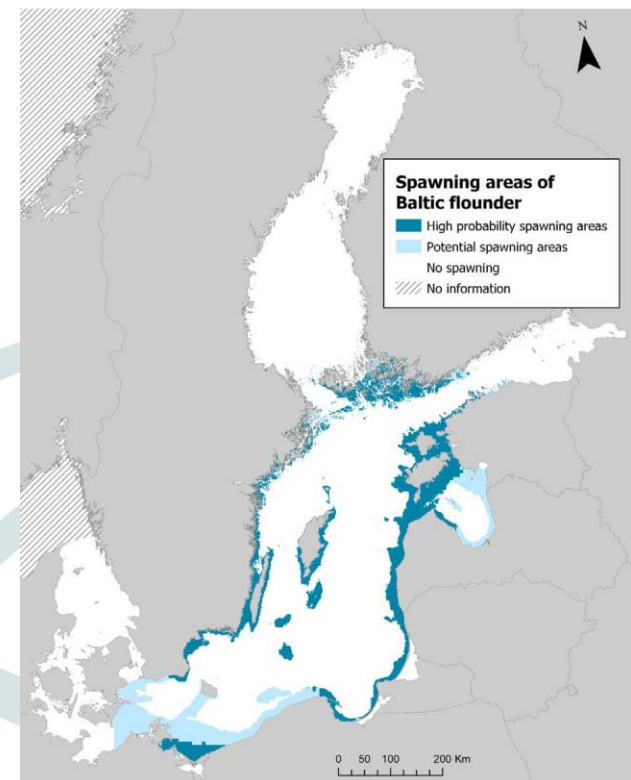 N
Spawning areas of
Baltic flounder
High probability spawning areas
Potential spawning areas
No spawning
No information
0 50 100 200 Km